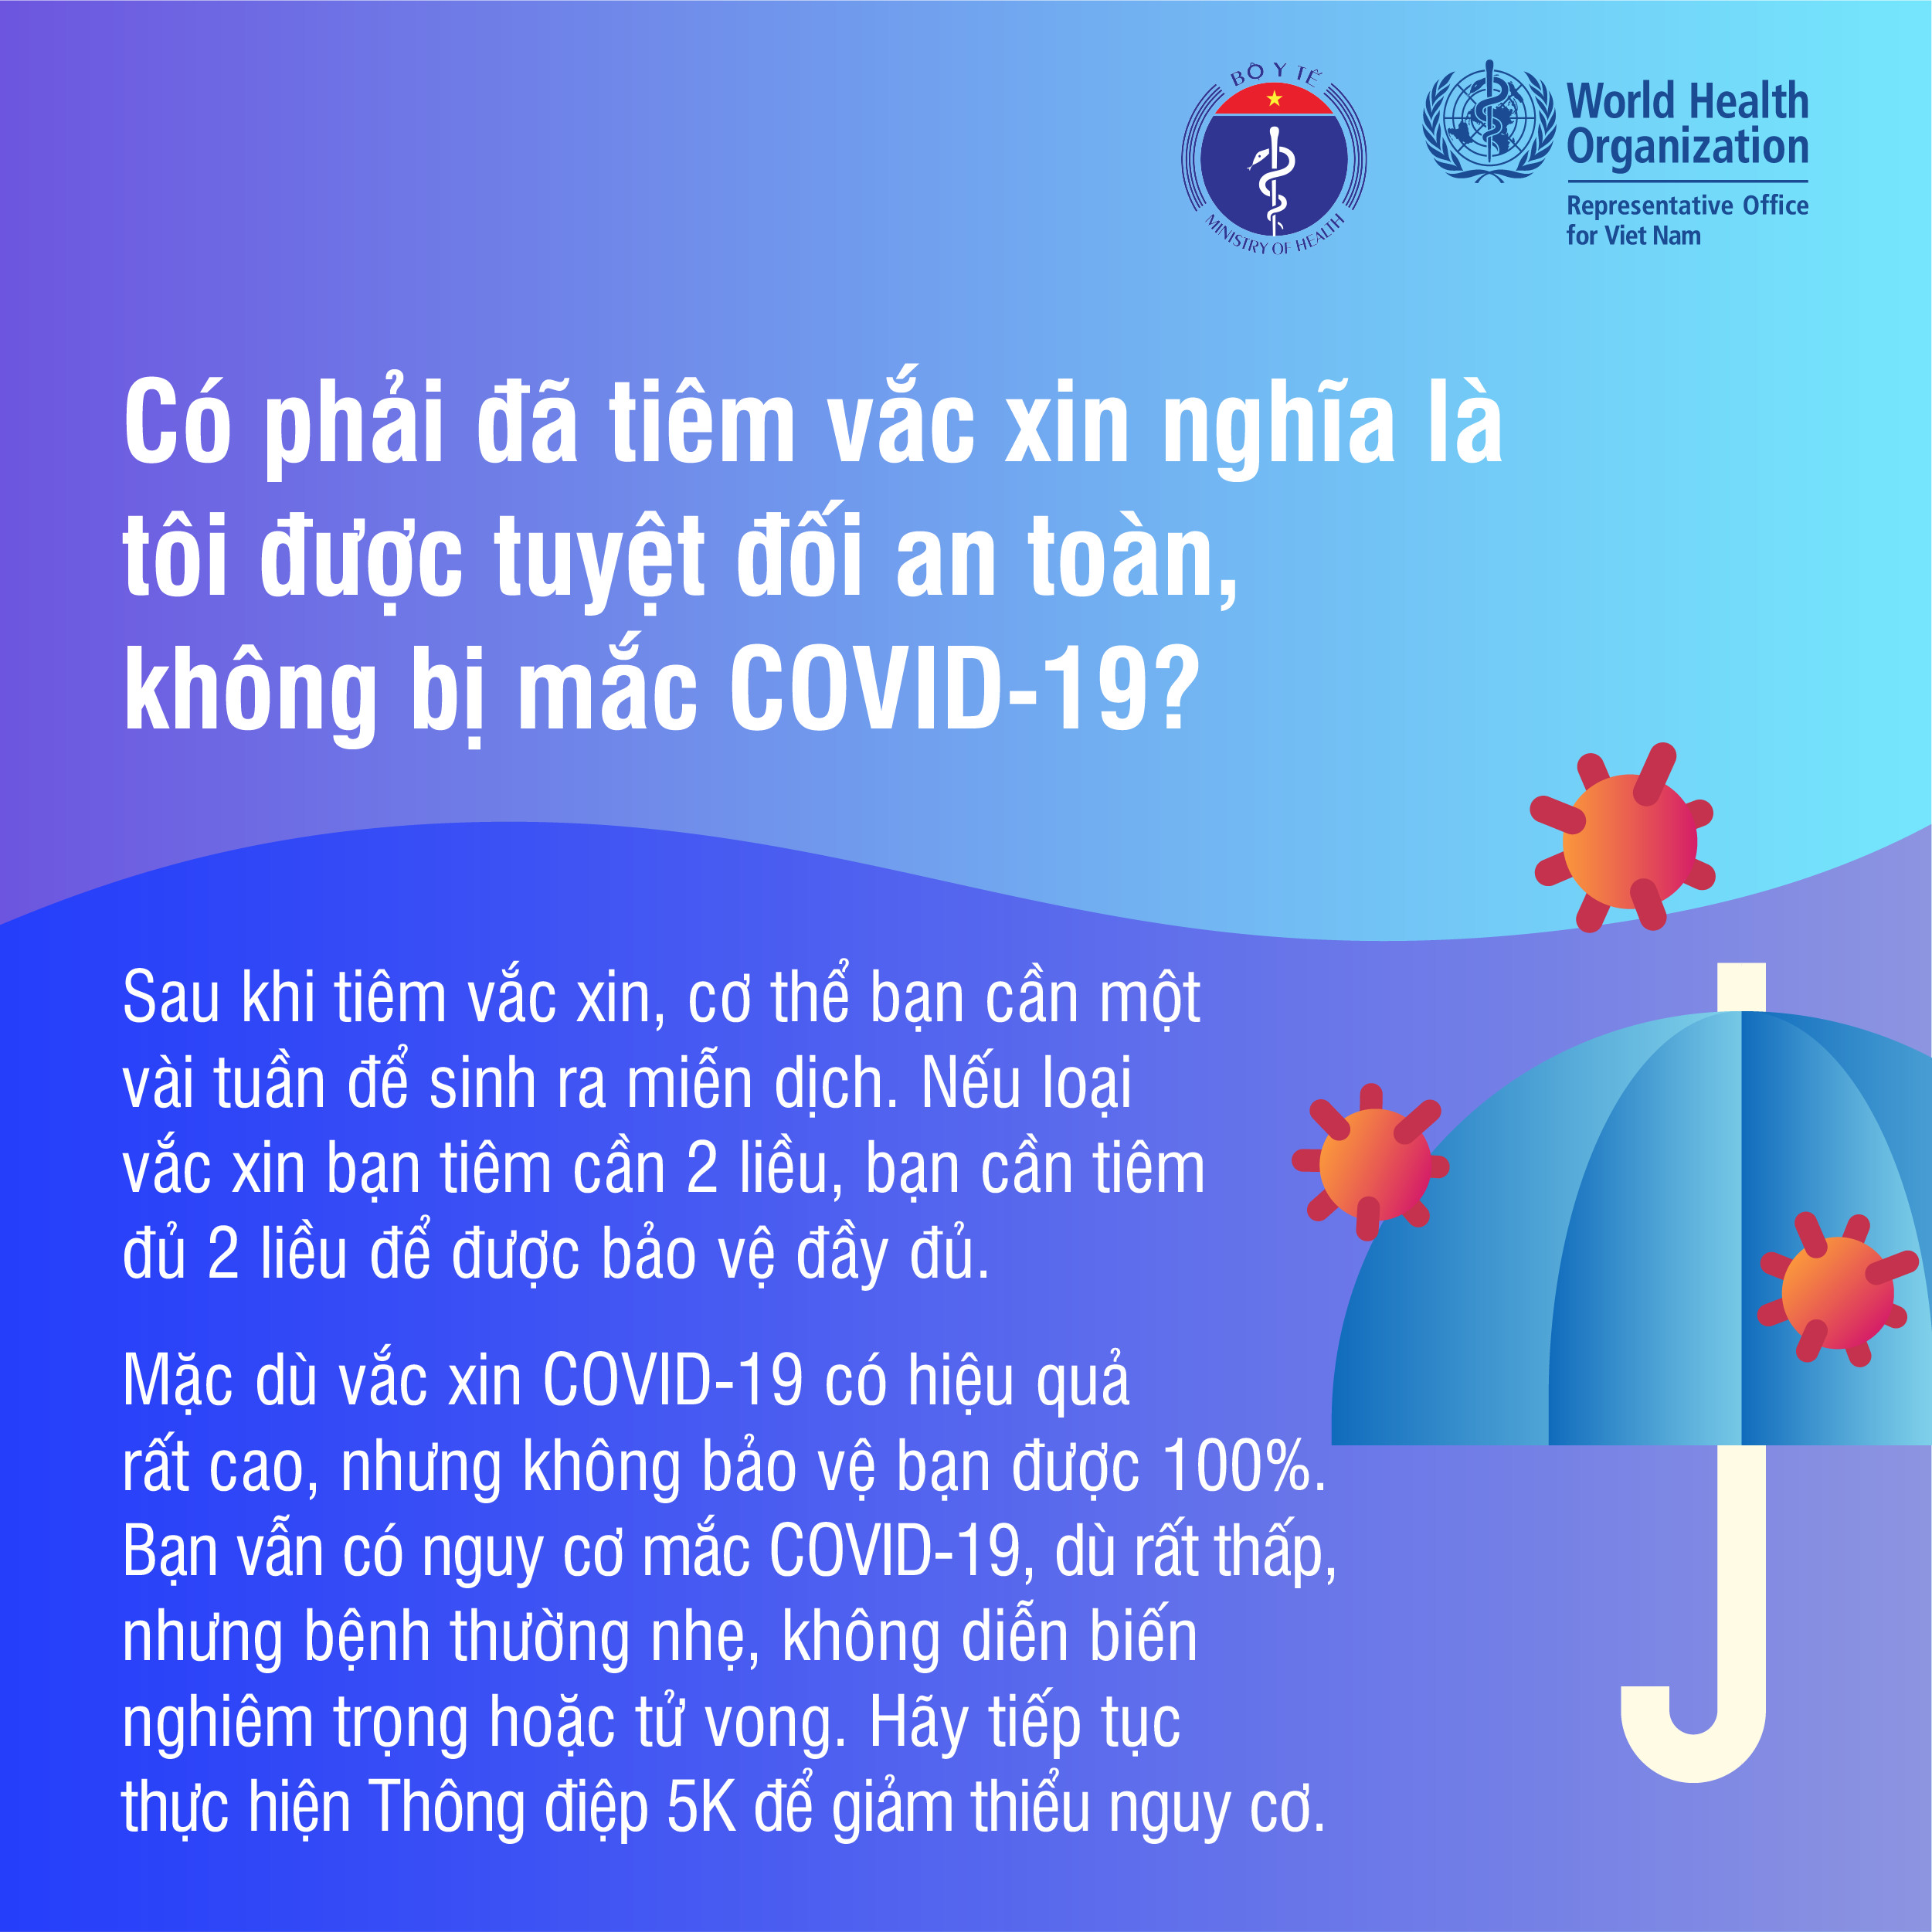 BỘ Y TẾ
MINISTRY OF HEALTH
World Health
Organization
Representative Office
for Viet Nam
Có phải đã tiêm vắc xin nghĩa là
tôi được tuyệt đối an toàn,
không bị mắc COVID-19?
Sau khi tiêm vắc xin, cơ thể bạn cần một
vài tuần để sinh ra miễn dịch. Nếu loại
vắc xin bạn tiêm cần 2 liều, bạn cần tiêm
đủ 2 liều để được bảo vệ đầy đủ.
Mặc dù vắc xin COVID-19 có hiệu quả
rất cao, nhưng không bảo vệ bạn được 100%.
Bạn vẫn có nguy cơ mắc COVID-19, dù rất thấp,
nhưng bệnh thường nhẹ, không diễn biến
nghiêm trọng hoặc tử vong. Hãy tiếp tục
thực hiện Thông điệp 5K để giảm thiểu nguy cơ.